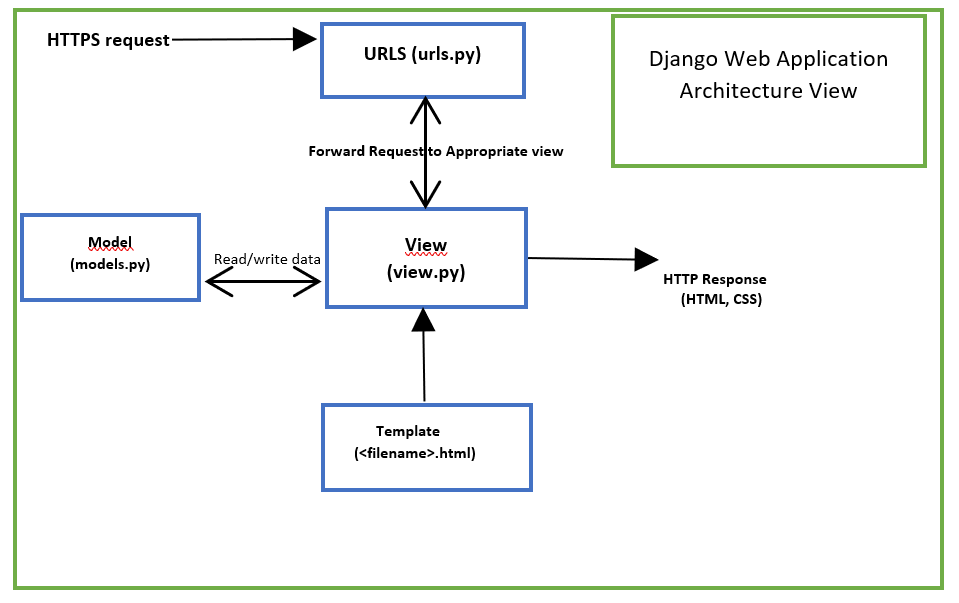 HTTPS request
URLS (urls.py)
Django Web Application
Architecture View
Forward Request to Appropriate view
Model
(models.py)
Read/write data
View
(view.py)
HTTP Response
(HTML, CSS)
Template
(<filename>.html)